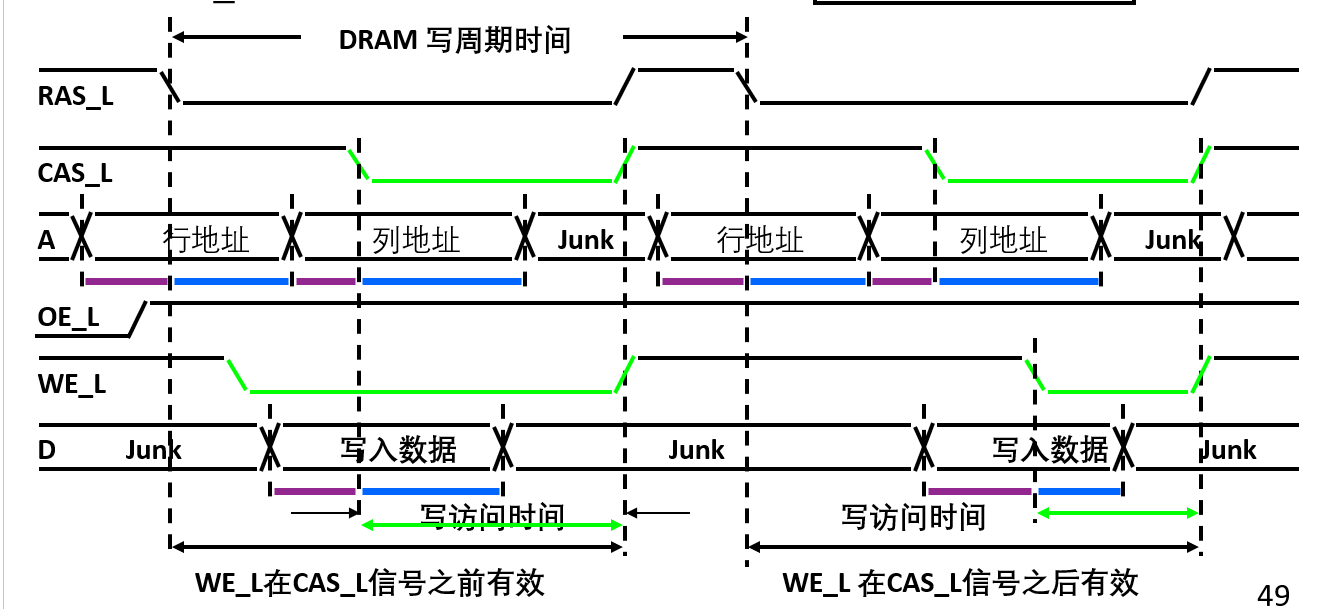 DRAM 写周期时间
RAS_L
CAS_L
A 行地址 列地址 Junk 行地址 列地址 Junk
OE_L
WE_L
D Junk 写入数据 Junk 写入数据 Junk
写访问时间 写访问时间
WE_L在CAS_L信号之前有效 WE_L 在CAS_L信号之后有效
49